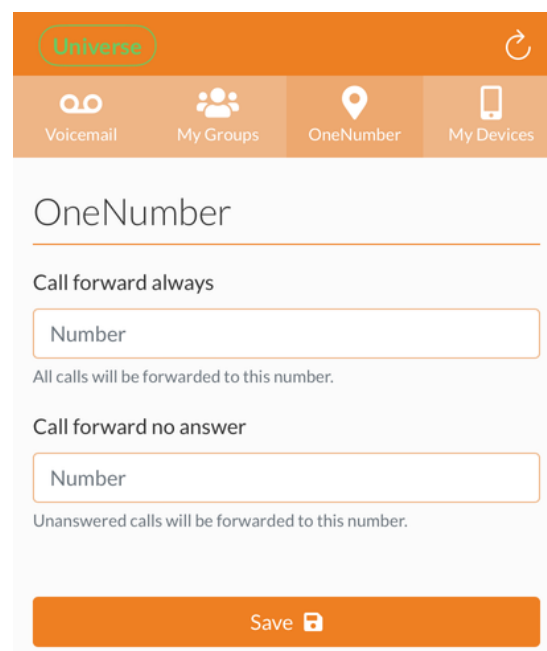 Universe
Voicemail
My Groups
OneNumber
My Devices
OneNumber
Call forward always
Number
All calls will be forwarded to this number.
Call forward no answer
Number
Unanswered calls will be forwarded to this number.
Save